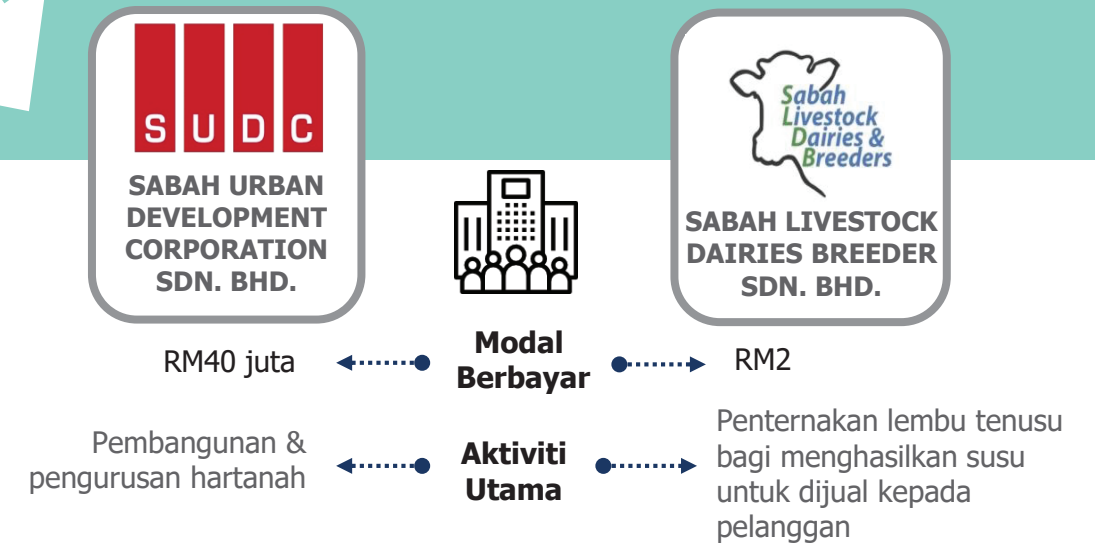 SUDC
SABAH URBAN
DEVELOPMENT
CORPORATION
SDN. BHD.
Sabah
Livestock
Dairies &
Breeders
SABAH LIVESTOCK
DAIRIES BREEDER
SDN. BHD.
RM40 juta
Modal
Berbayar
RM2
Pembangunan &
pengurusan hartanah
Aktiviti
Utama
Penternakan lembu tenusu
bagi menghasilkan susu
untuk dijual kepada
pelanggan